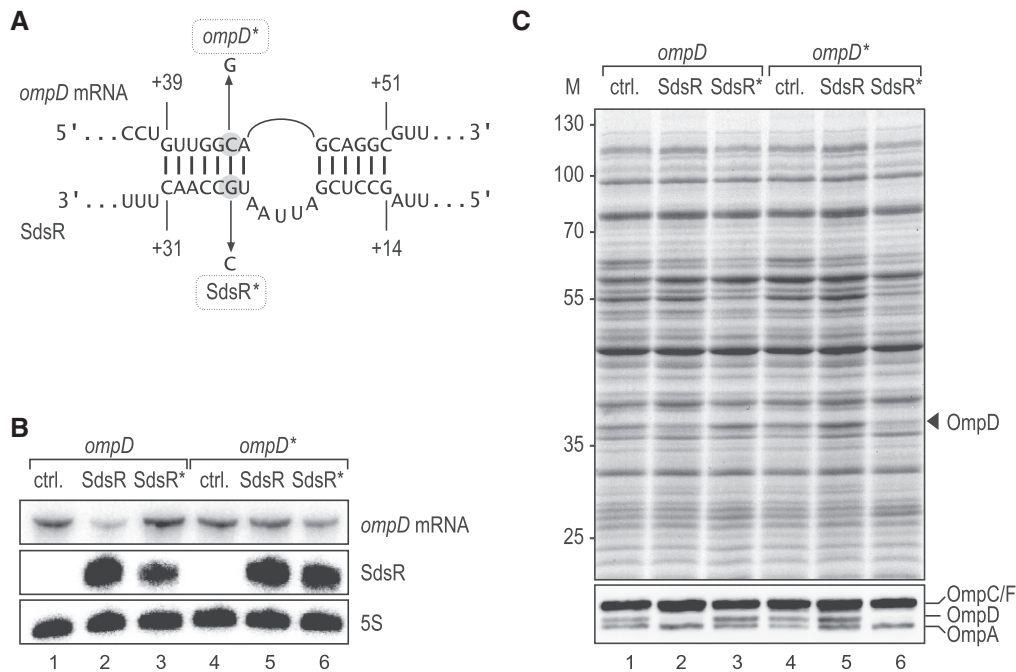 A
ompD*
G
+39
+51
ompD mRNA
5'...CCU GUUGGCA GCAGGC GUU...3'
3'...UUU CAACCGU AAUUA GCUCCG AUU...5'
SdsR
+31
+14
C
SdsR*
B
ompD ompD*
ctrl. SdsR SdsR* ctrl. SdsR SdsR*
ompD mRNA
SdsR
5S
1 2 3 4 5 6
C
ompD ompD*
M ctrl. SdsR SdsR* ctrl. SdsR SdsR*
130
100
70
55
OmpD
35
25
OmpC/F
OmpD
OmpA
1 2 3 4 5 6